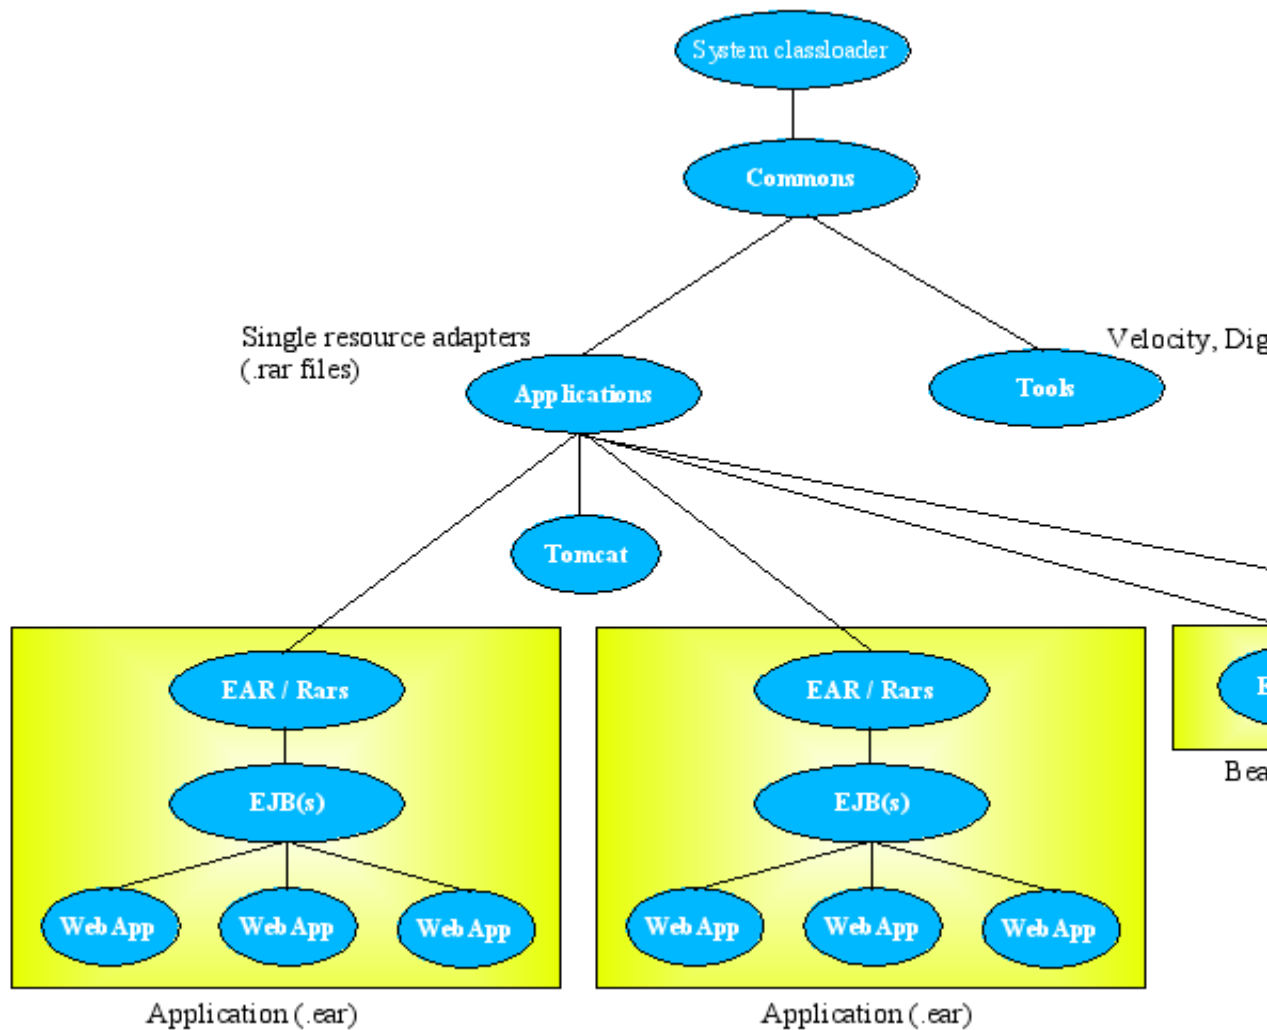 System classloader
Commons
Single resource adapters
(.rar files)
Velocity, Dig
Applications
Tools
Tomcat
EAR / Rars
EAR / Rars
EJB(s)
EJB(s)
Web App
Web App
Web App
Web App
Web App
Web App
Bea
Application (.ear)
Application (.ear)